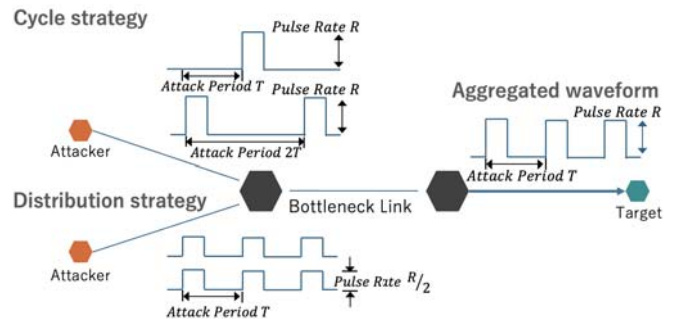 Cycle strategy
Pulse Rate R
Attack Period T
Pulse Rate R
Attack Period 2T
Attacker
Aggregated waveform
Pulse Rate R
Attack Period T
Bottleneck Link
Target
Distribution strategy
Attacker
Pulse Rate R/2
Attack Period T